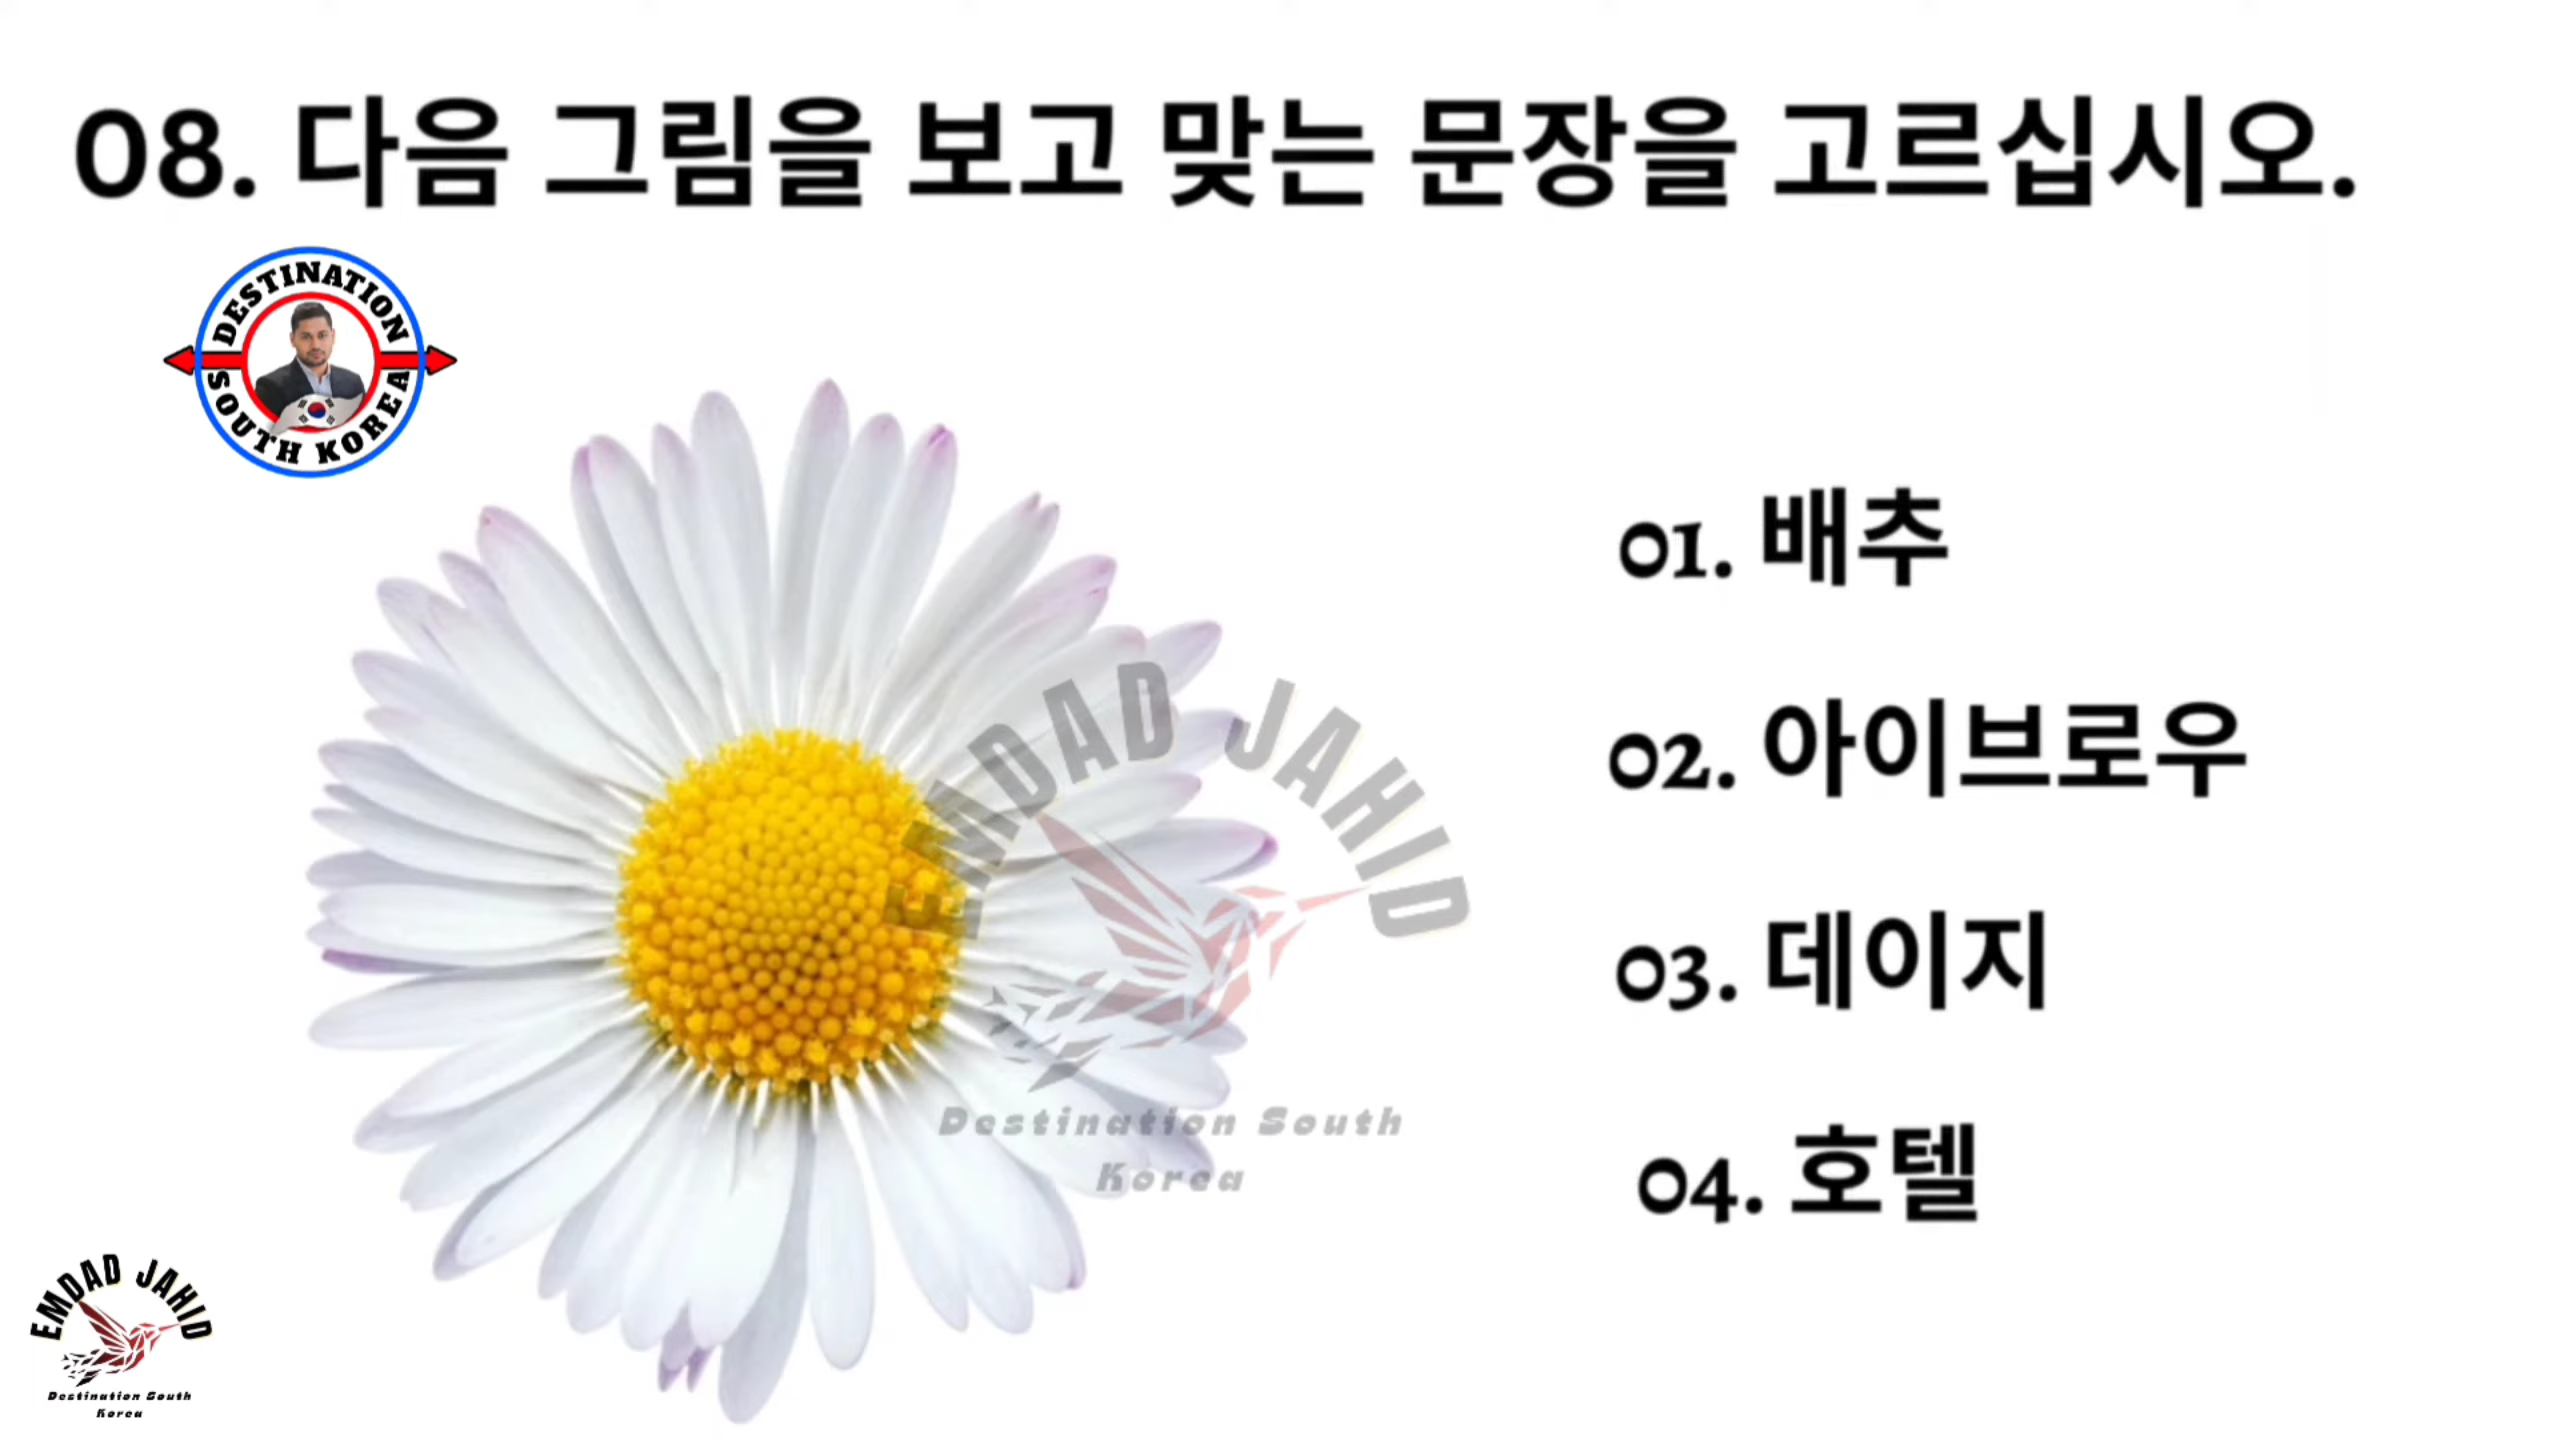 08. 다음 그림을 보고 맞는 문장을 고르십시오.
DESTINATION
SOUTH KOREA
01. 배추
02. 아이브로우
03. 데이지
04. 호텔
EMDAD JAHID
Destination South
Korea
EMDAD JAHID
Destination South
Korea